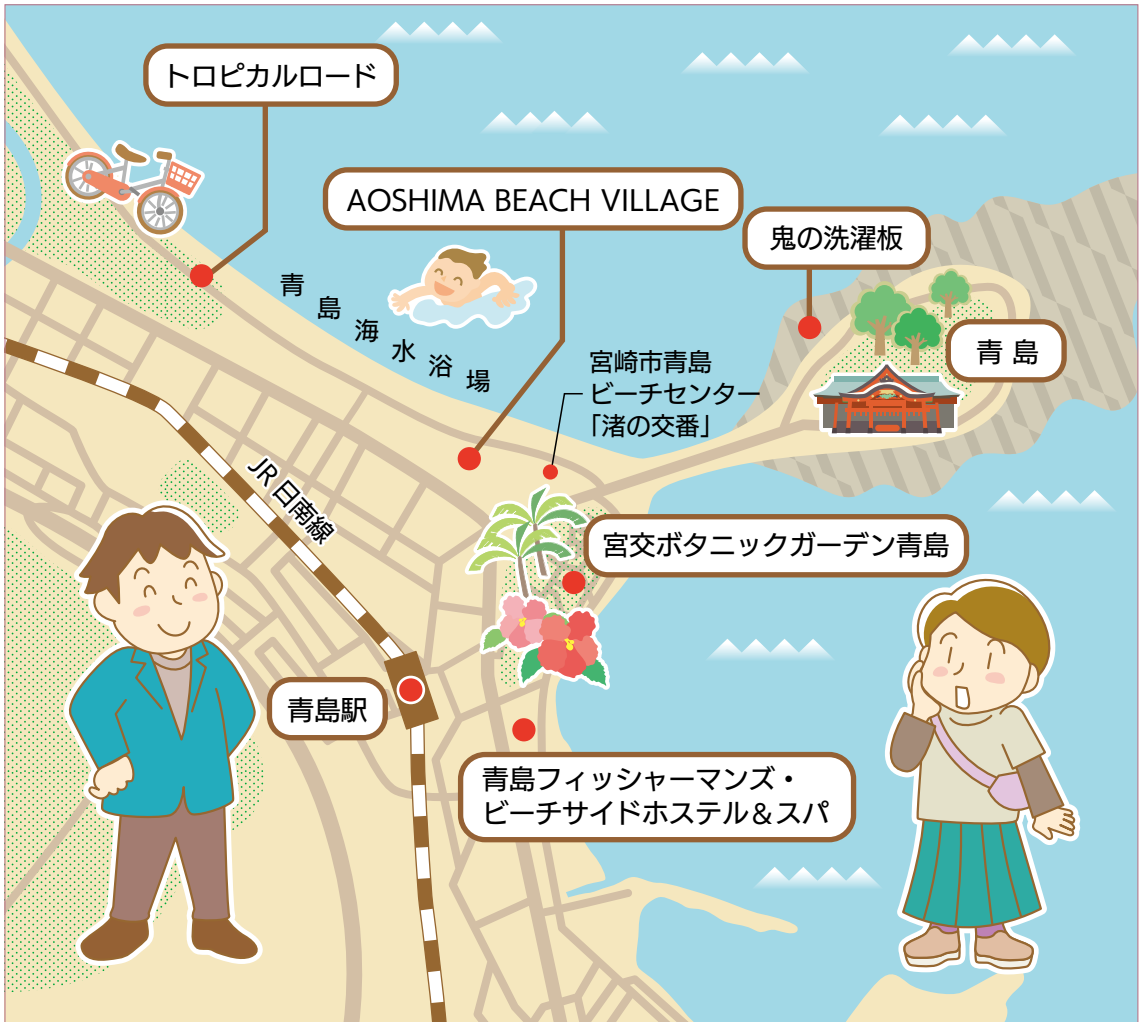 トロピカルロード
AOSHIMA BEACH VILLAGE
鬼の洗濯板
青島海水浴場
宮崎市青島
ビーチセンター
「渚の交番」
青島
JR日南線
宮交ボタニックガーデン青島
青島駅
青島フィッシャーマンズ・
ビーチサイドホステル＆スパ